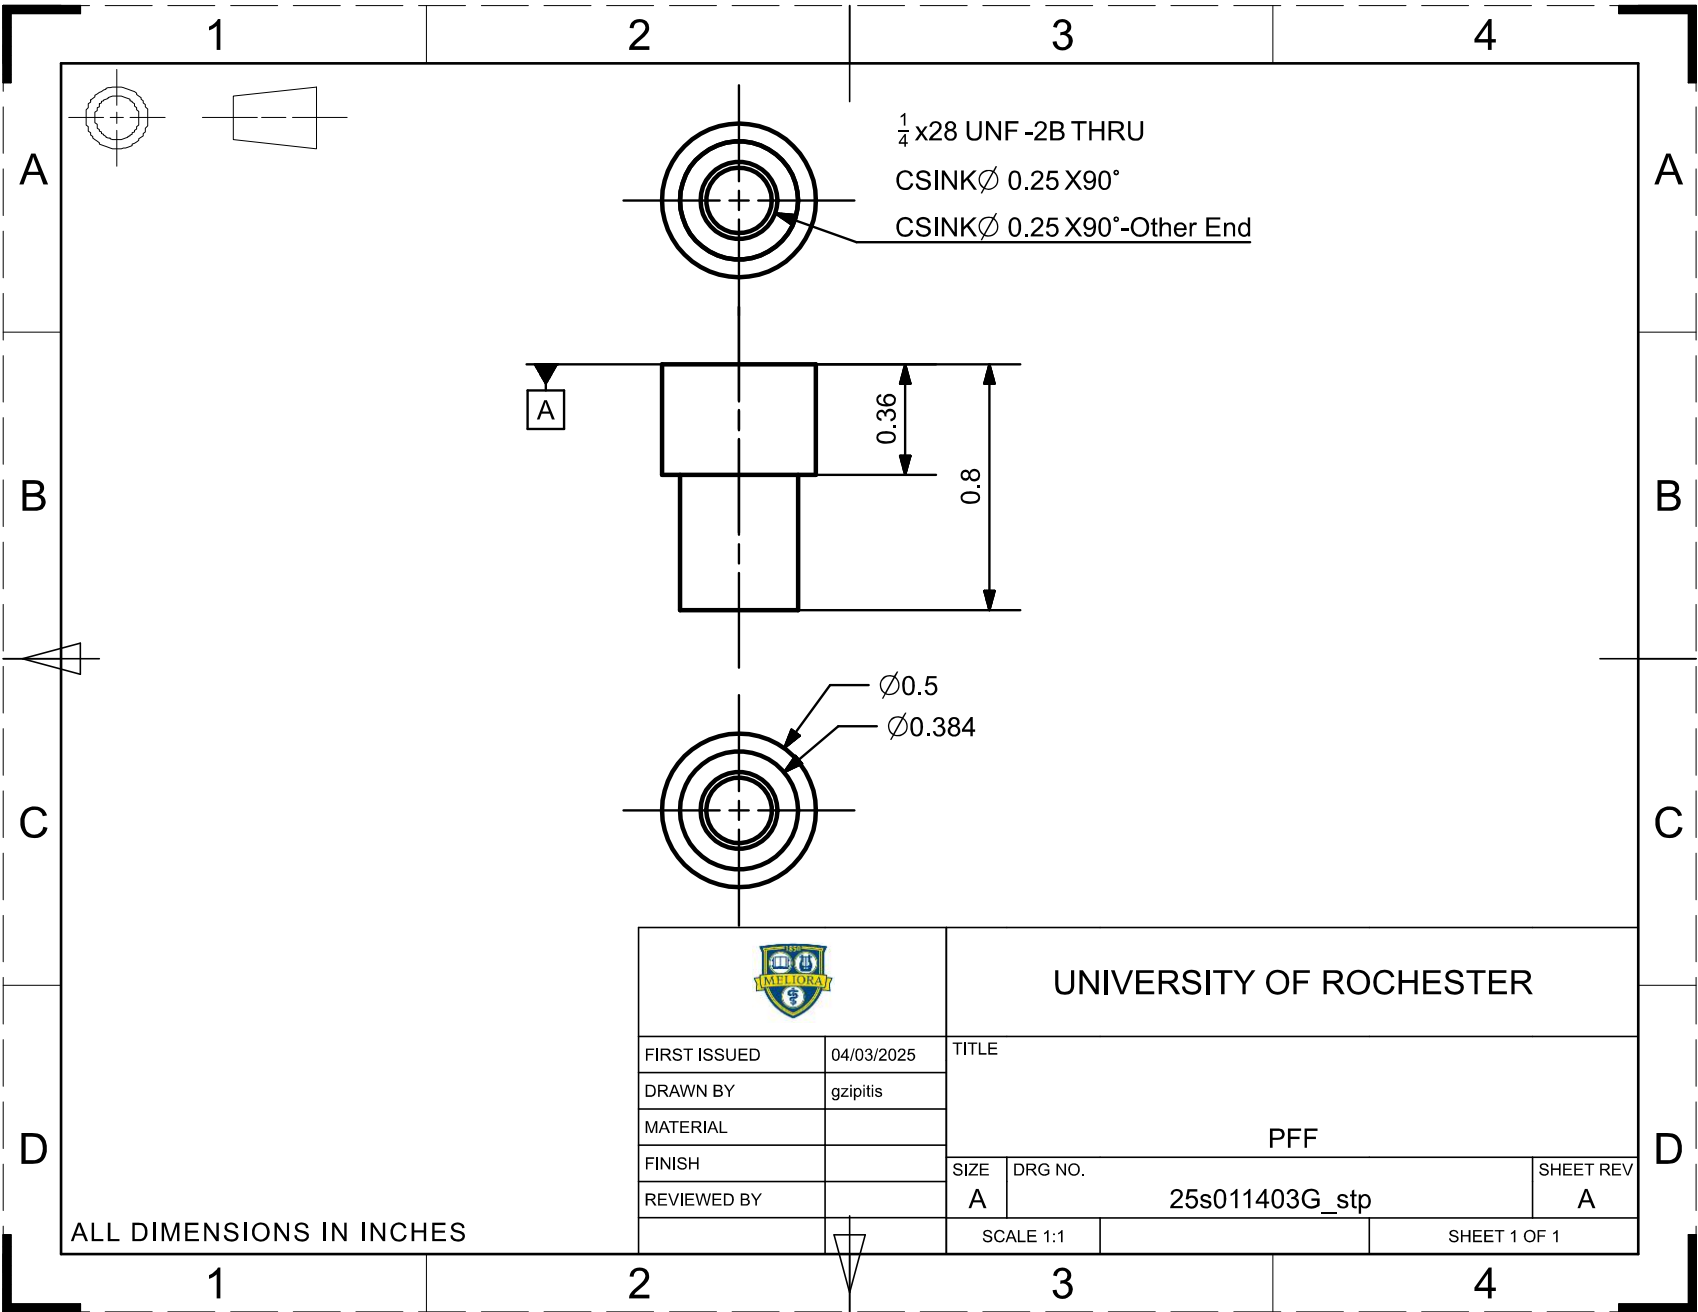 1 2 3 4
A A
1/4 x28 UNF -2B THRU
CSINK∅ 0.25 X90°
CSINK∅ 0.25 X90°-Other End
A
0.36
0.8
B B
∅0.5
∅0.384
C C
1850
MELIORA
UNIVERSITY OF ROCHESTER
FIRST ISSUED 04/03/2025
DRAWN BY gzipitis
MATERIAL
FINISH
REVIEWED BY
TITLE
PFF
D D
SIZE DRG NO. SHEET REV
A 25s011403G_stp A
SCALE 1:1 SHEET 1 OF 1
ALL DIMENSIONS IN INCHES
1 2 3 4